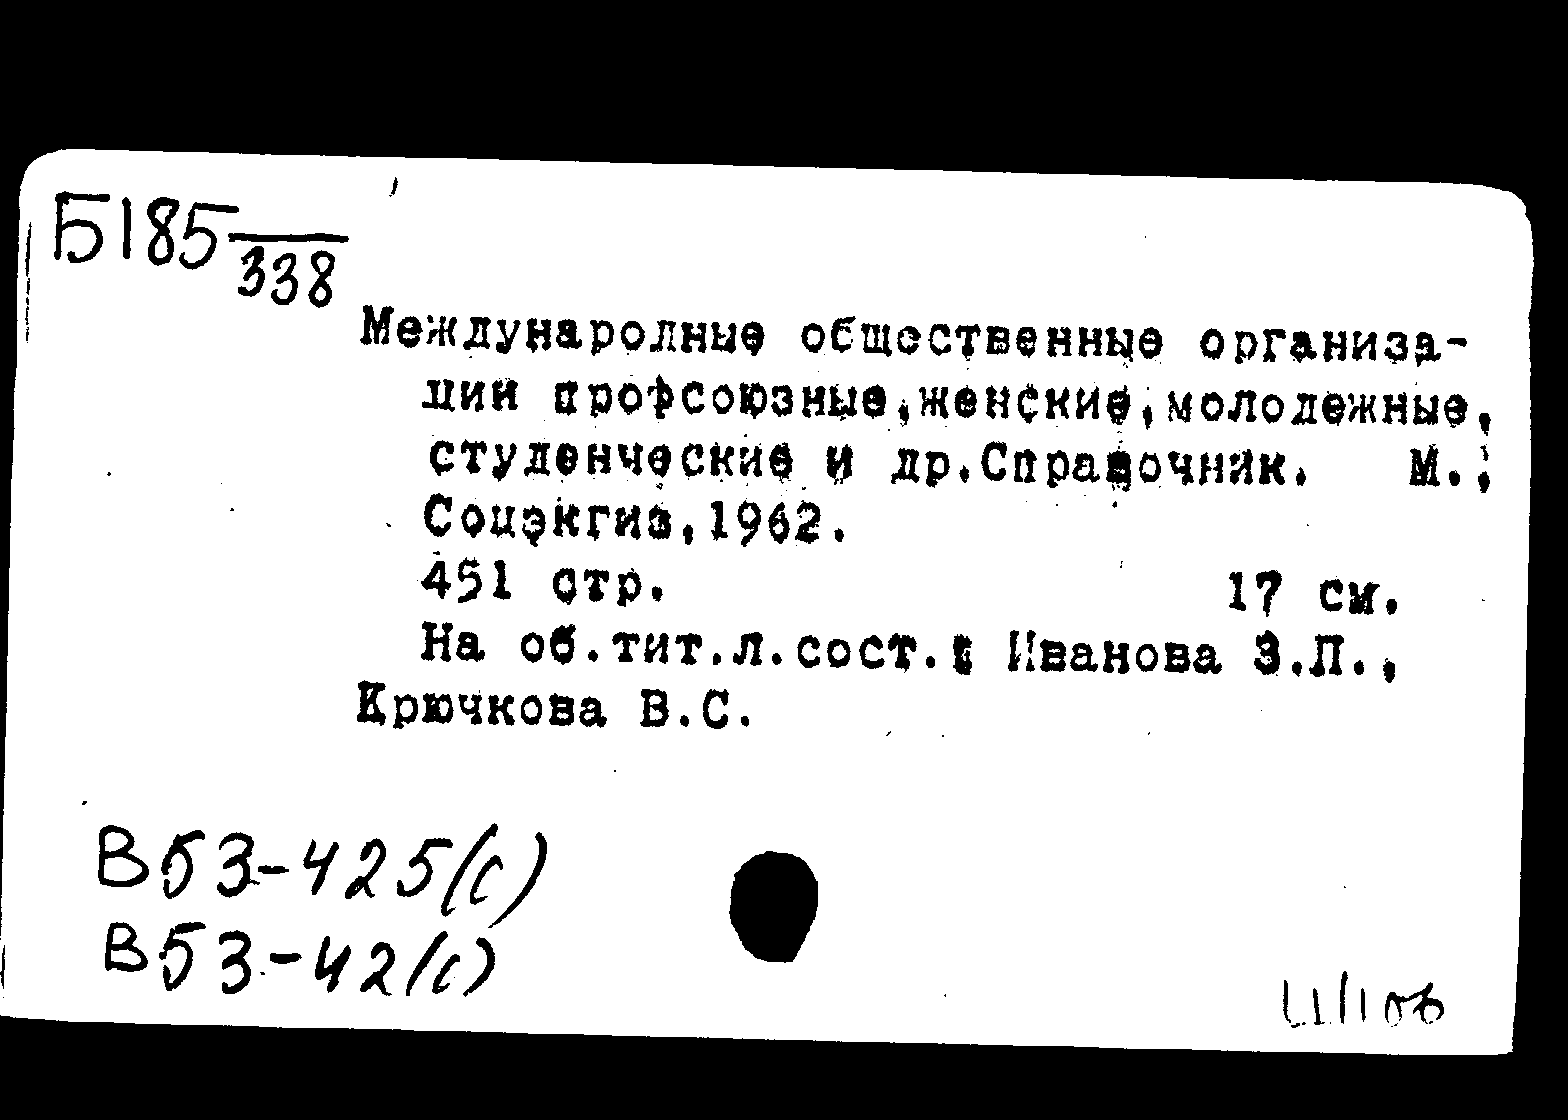 Б185
338
Международные общественные организа-
ции профсоюзные,женские,молодежные,
студенческие и др.Справочник. М.,
Соцэкгиз,1962.
451 стр. 17 см.
На об.тит.л.сост.: Иванова З.П.,
Крючкова В.С.
В53-425(с)
В53-42(с)